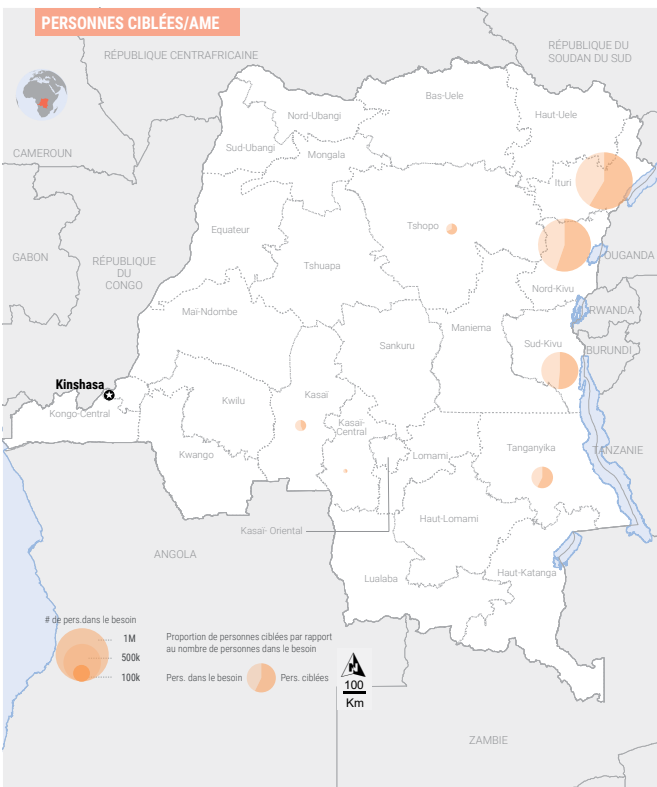 PERSONNES CIBLÉES/AME
RÉPUBLIQUE CENTRAFRICAINE
RÉPUBLIQUE DU
SOUDAN DU SUD
Bas-Uele
Nord-Ubangi
Haut-Uele
Sud-Ubangi
Mongala
CAMEROUN
Ituri
Equateur
Tshopo
GABON
RÉPUBLIQUE
DU
CONGO
Tshuapa
OUGANDA
Nord-Kivu
Maï-Ndombe
RWANDA
Maniema
Sankuru
Sud-Kivu
BURUNDI
Kinshasa
Kwilu
Kasaï
Kongo-Central
Kasaï-
Central
Kwango
Lomami
Tanganyika
TANZANIE
Haut-Lomami
Kasaï- Oriental
ANGOLA
Lualaba
Haut-Katanga
# de pers.dans le besoin
1M
500k
100k
Proportion de personnes ciblées par rapport
au nombre de personnes dans le besoin
Pers. dans le besoin
Pers. ciblées
100
Km
ZAMBIE